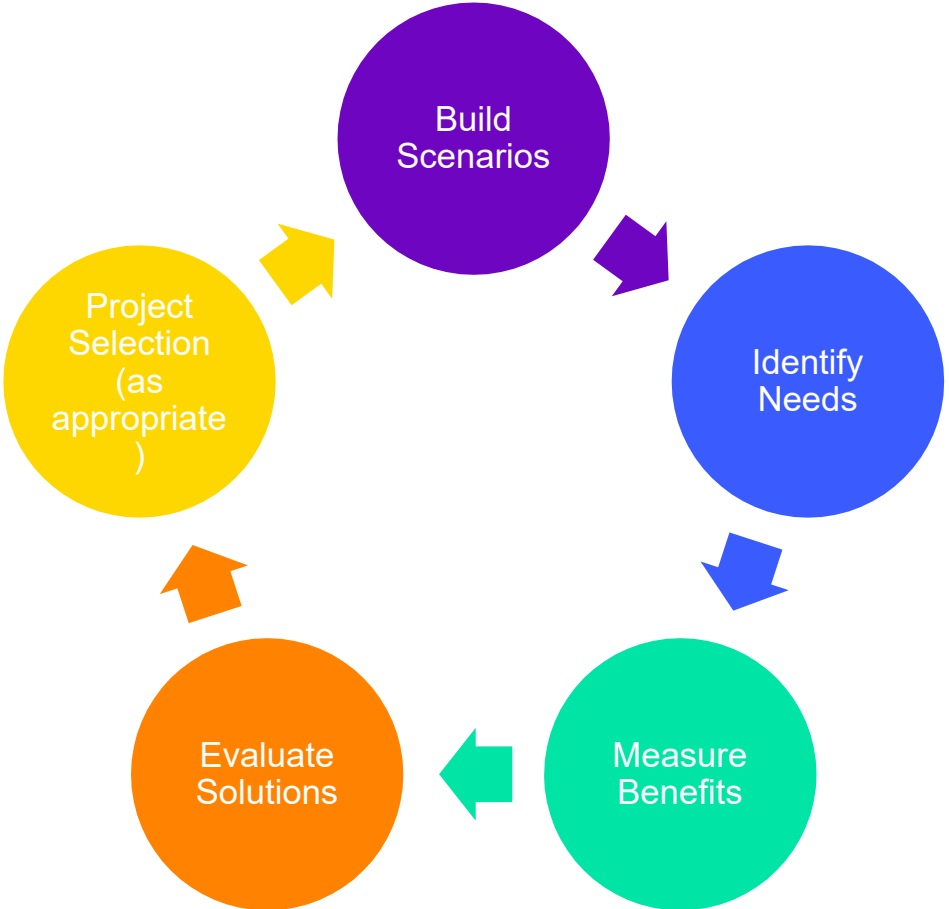 Build
Scenarios
Identify
Needs
Measure
Benefits
Evaluate
Solutions
Project
Selection
(as
appropriate
)